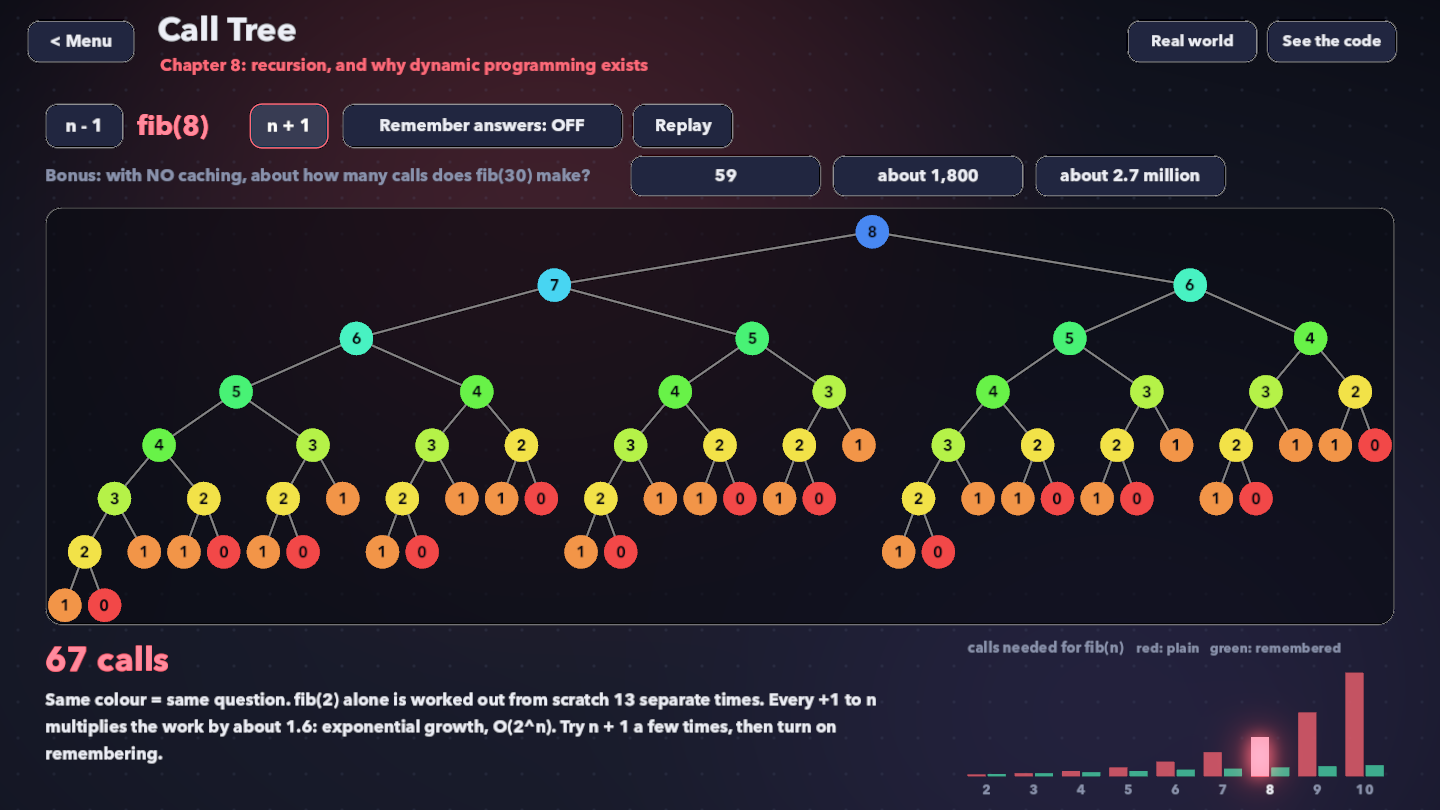 < Menu
Call Tree
Real world
See the code
Chapter 8: recursion, and why dynamic programming exists
n - 1
fib(8)
n + 1
Remember answers: OFF
Replay
Bonus: with NO caching, about how many calls does fib(30) make?
59
about 1,800
about 2.7 million
8
7 6
6 5 5 4
5 4 4 3 4 3 3 2
4 3 3 2 3 2 2 1 3 2 2 1 2 1 1 0
3 2 2 1 2 1 1 0 2 1 1 0 1 0 2 1 1 0 1 0 1 0
2 1 1 0 1 0 1 0 1 0 1 0
1 0
67 calls
calls needed for fib(n) red: plain green: remembered
Same colour = same question. fib(2) alone is worked out from scratch 13 separate times. Every +1 to n
multiplies the work by about 1.6: exponential growth, O(2^n). Try n + 1 a few times, then turn on
remembering.
2 3 4 5 6 7 8 9 10